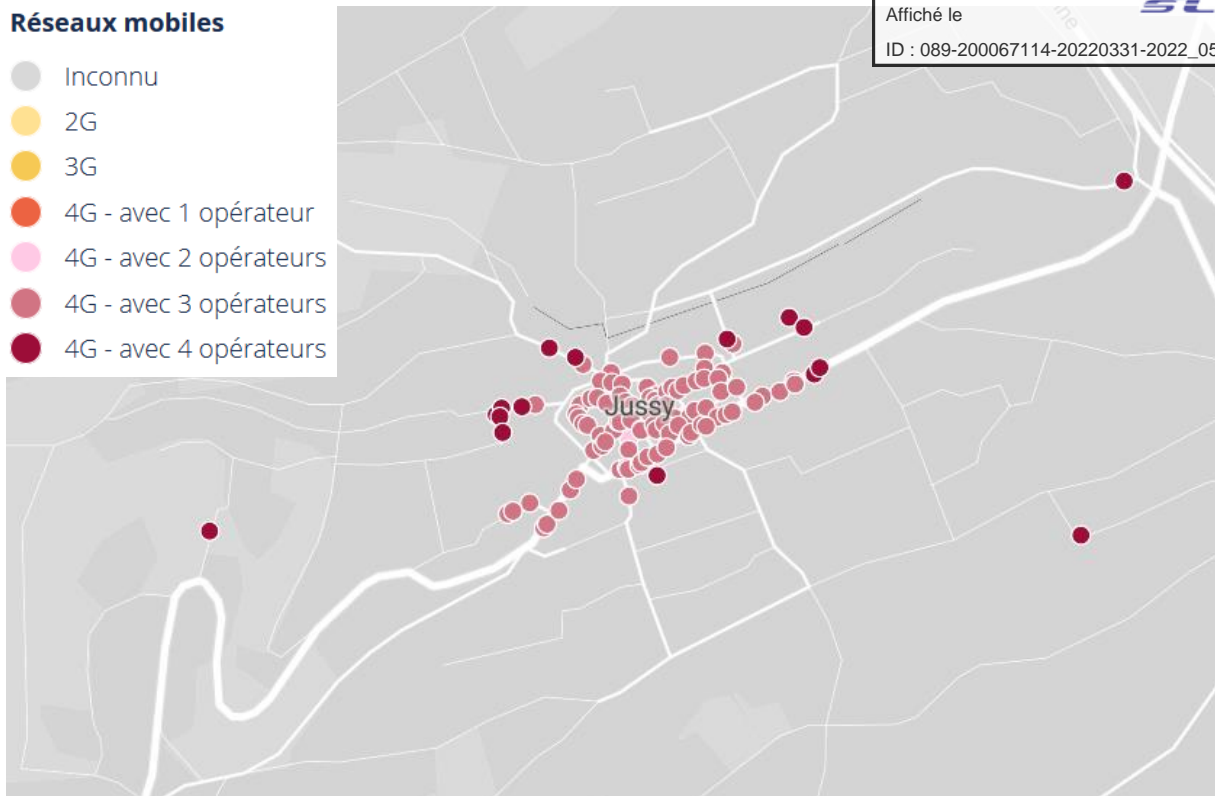 Réseaux mobiles
Inconnu
2G
3G
4G - avec 1 opérateur
4G - avec 2 opérateurs
4G - avec 3 opérateurs
4G - avec 4 opérateurs
Affiché le
ID : 089-200067114-20220331-2022_05
Jussy